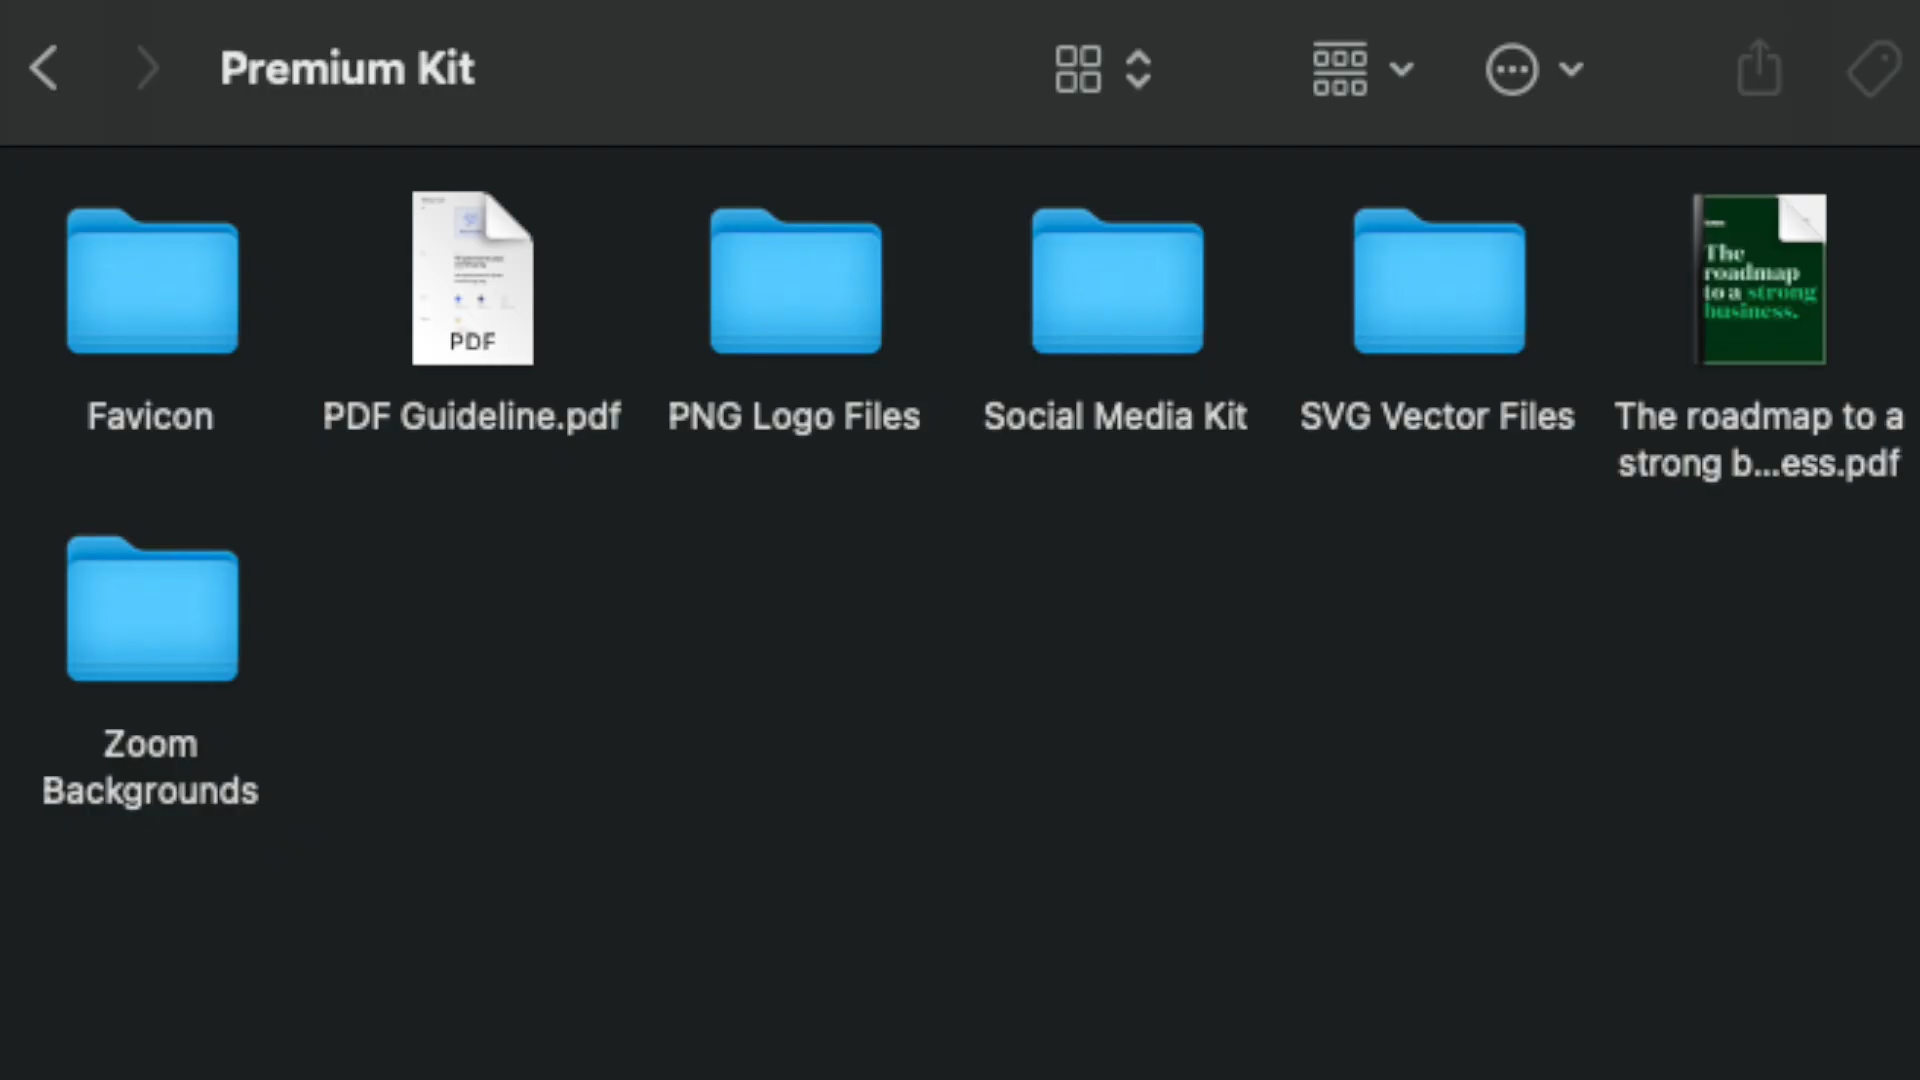 Premium Kit
The
roadmap
to a strong
business.
PDF
Favicon
PDF Guideline.pdf
PNG Logo Files
Social Media Kit
SVG Vector Files
The roadmap to a
strong b...ess.pdf
Zoom
Backgrounds